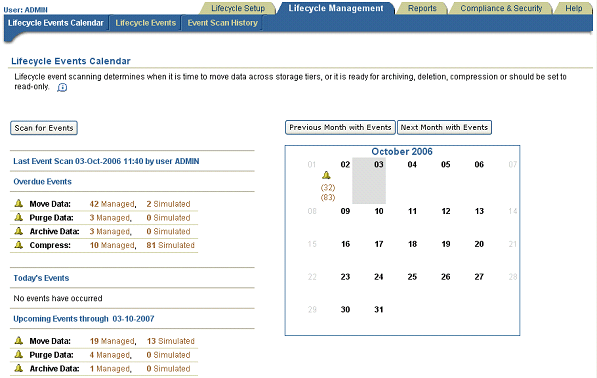 User: ADMIN
Lifecycle Setup Lifecycle Management Reports Compliance & Security Help
Lifecycle Events Calendar Lifecycle Events Event Scan History
Lifecycle Events Calendar
Lifecycle event scanning determines when it is time to move data across storage tiers, or it is ready for archiving, deletion, compression or should be set to
read-only.
Scan for Events
Last Event Scan 03-Oct-2006 11:40 by user ADMIN
Overdue Events
Move Data: 42 Managed, 2 Simulated
Purge Data: 3 Managed, 0 Simulated
Archive Data: 3 Managed, 0 Simulated
Compress: 10 Managed, 81 Simulated
Today's Events
No events have occurred
Upcoming Events through 03-10-2007
Move Data: 19 Managed, 13 Simulated
Purge Data: 4 Managed, 0 Simulated
Archive Data: 1 Managed, 0 Simulated
Previous Month with Events Next Month with Events
October 2006
01 02 03 04 05 06 07
(32)
(83)
08 09 10 11 12 13 14
15 16 17 18 19 20 21
22 23 24 25 26 27 28
29 30 31